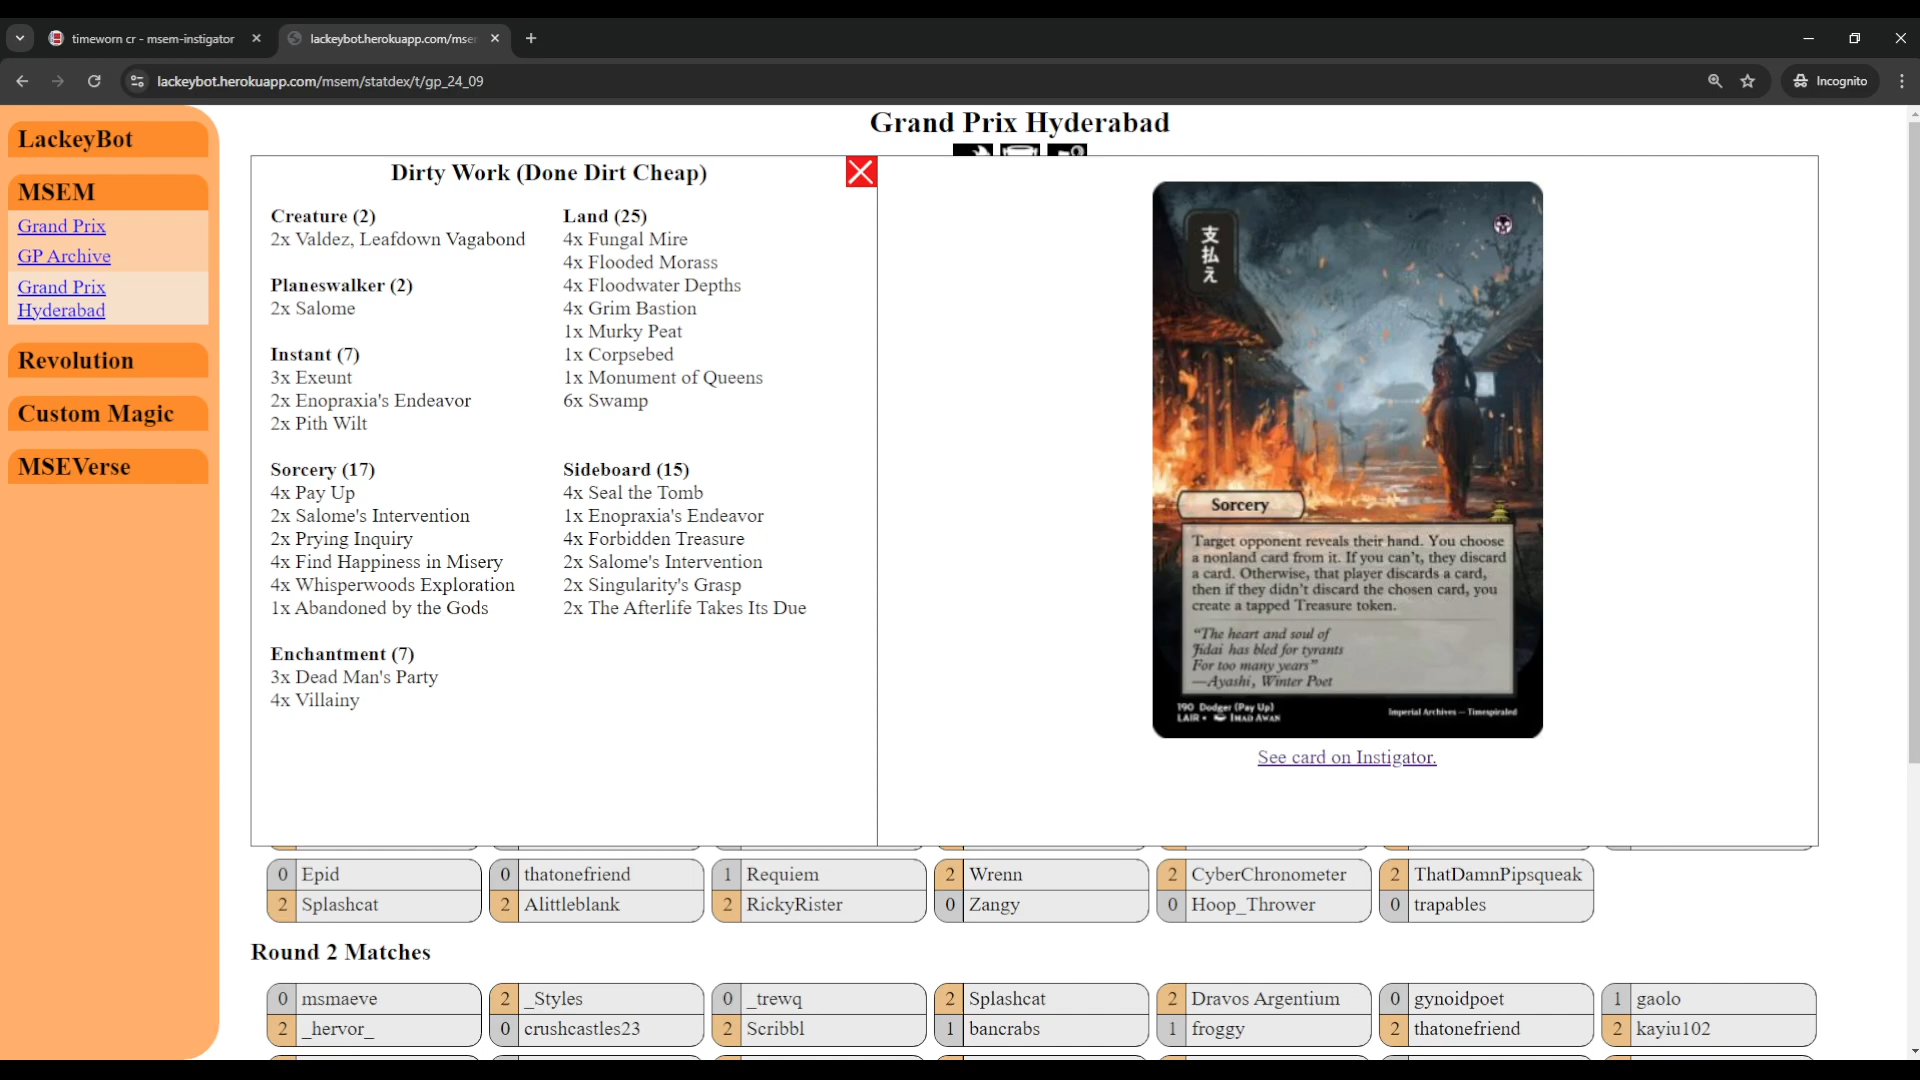 timeworn cr - msem-instigator
lackeybot.herokuapp.com/mse
lackeybot.herokuapp.com/msem/statdex/t/gp_24_09
Incognito
LackeyBot
MSEM
Grand Prix
GP Archive
Grand Prix
Hyderabad
Revolution
Custom Magic
MSEVerse
Grand Prix Hyderabad
Dirty Work (Done Dirt Cheap)
Creature (2)
2x Valdez, Leafdown Vagabond
Planeswalker (2)
2x Salome
Instant (7)
3x Exeunt
2x Enopraxia's Endeavor
2x Pith Wilt
Sorcery (17)
4x Pay Up
2x Salome's Intervention
2x Prying Inquiry
4x Find Happiness in Misery
4x Whisperwoods Exploration
1x Abandoned by the Gods
Enchantment (7)
3x Dead Man's Party
4x Villainy
Land (25)
4x Fungal Mire
4x Flooded Morass
4x Floodwater Depths
4x Grim Bastion
1x Murky Peat
1x Corpsebed
1x Monument of Queens
6x Swamp
Sideboard (15)
4x Seal the Tomb
1x Enopraxia's Endeavor
4x Forbidden Treasure
2x Salome's Intervention
2x Singularity's Grasp
2x The Afterlife Takes Its Due
支払え
Sorcery
Target opponent reveals their hand. You choose
a nonland card from it. If you can't, they discard
a card. Otherwise, that player discards a card,
then if they didn't discard the chosen card, you
create a tapped Treasure token.
"The heart and soul of
Jidai has bled for tyrants
For too many years"
—Ayashi, Winter Poet
190 Dodger (Pay Up)
LAIR • Imad Awan
Imperial Archives — Timespiraled
See card on Instigator.
0 Epid
2 Splashcat
0 thatonefriend
2 Alittleblank
1 Requiem
2 RickyRister
2 Wrenn
0 Zangy
2 CyberChronometer
0 Hoop_Thrower
2 ThatDamnPipsqueak
0 trapables
Round 2 Matches
0 msmaeve
2 _hervor_
2 _Styles
0 crushcastles23
0 _trewq
2 Scribbl
2 Splashcat
1 bancrabs
2 Dravos Argentium
1 froggy
0 gynoidpoet
2 thatonefriend
1 gaolo
2 kayiu102